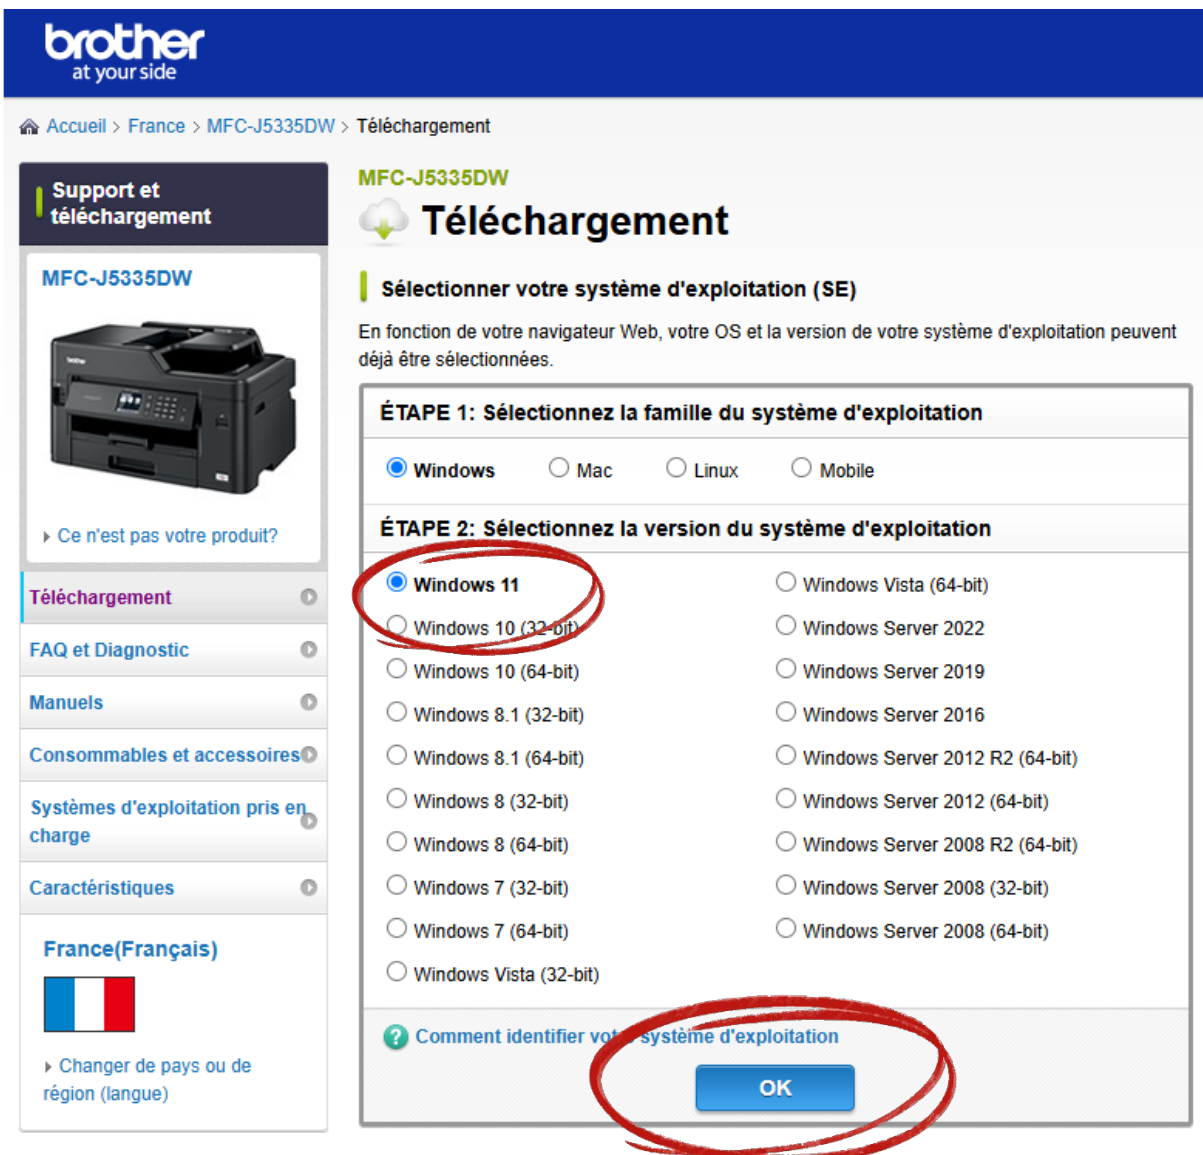 brother
at your side
Accueil > France > MFC-J5335DW > Téléchargement
Support et
téléchargement
MFC-J5335DW
Ce n'est pas votre produit?
Téléchargement
FAQ et Diagnostic
Manuels
Consommables et accessoires
Systèmes d'exploitation pris en
charge
Caractéristiques
France(Français)
Changer de pays ou de
région (langue)
MFC-J5335DW
Téléchargement
Sélectionner votre système d'exploitation (SE)
En fonction de votre navigateur Web, votre OS et la version de votre système d'exploitation peuvent
déjà être sélectionnées.
ÉTAPE 1: Sélectionnez la famille du système d'exploitation
Windows Mac Linux Mobile
ÉTAPE 2: Sélectionnez la version du système d'exploitation
Windows 11
Windows 10 (32-bit)
Windows 10 (64-bit)
Windows 8.1 (32-bit)
Windows 8.1 (64-bit)
Windows 8 (32-bit)
Windows 8 (64-bit)
Windows 7 (32-bit)
Windows 7 (64-bit)
Windows Vista (32-bit)
Windows Vista (64-bit)
Windows Server 2022
Windows Server 2019
Windows Server 2016
Windows Server 2012 R2 (64-bit)
Windows Server 2012 (64-bit)
Windows Server 2008 R2 (64-bit)
Windows Server 2008 (32-bit)
Windows Server 2008 (64-bit)
? Comment identifier votre système d'exploitation
OK